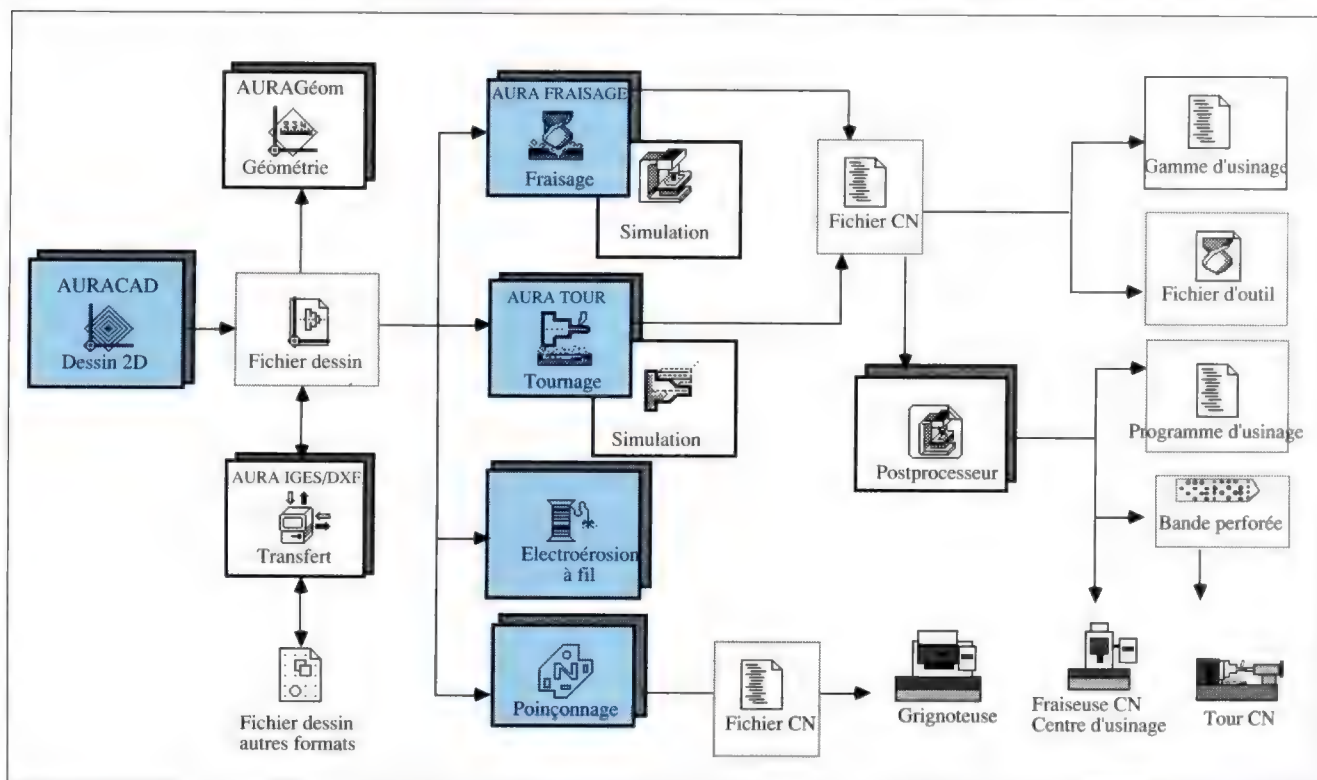 AURAGéom
Géométrie
AURACAD
Dessin 2D
Fichier dessin
AURA IGES/DXF
Transfert
Fichier dessin
autres formats
AURA FRAISAGE
Fraisage
Simulation
AURA TOUR
Tournage
Simulation
Electroérosion
à fil
Poinçonnage
Fichier CN
Grignoteuse
Fichier CN
Postprocesseur
Gamme d'usinage
Fichier d'outil
Programme d'usinage
Bande perforée
Fraiseuse CN
Centre d'usinage
Tour CN